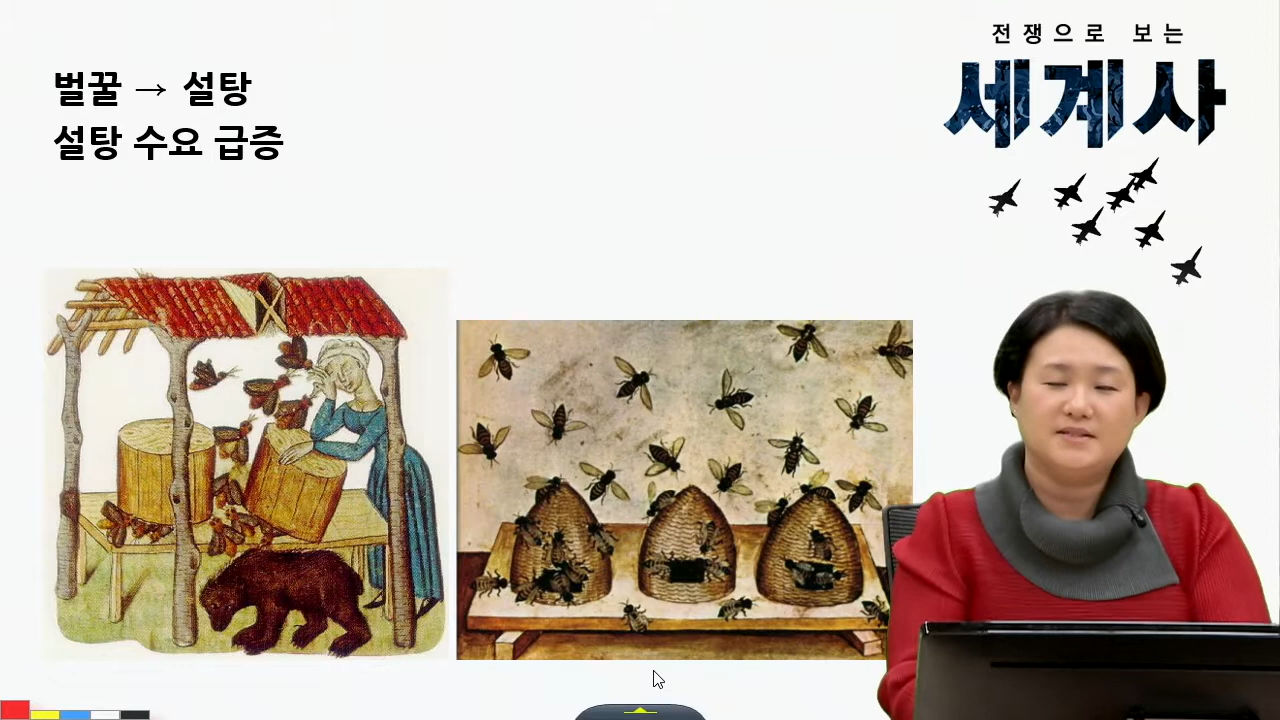 벌꿀 → 설탕
설탕 수요 급증
전쟁으로 보는
세계사